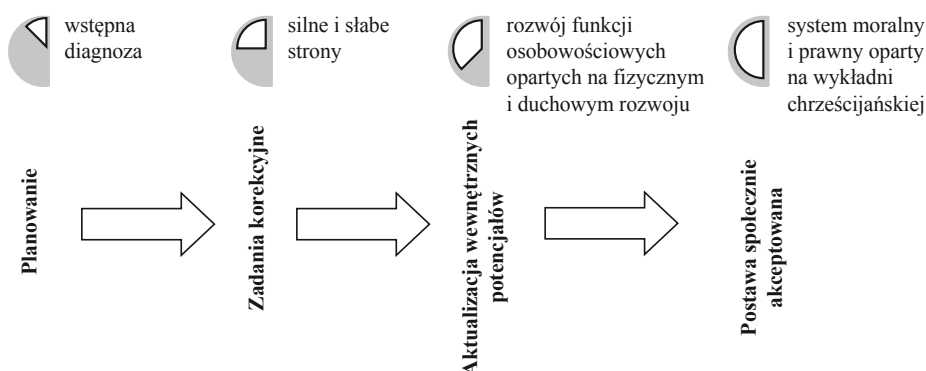 wstępna
diagnoza
silne i słabe
strony
rozwój funkcji
osobowościowych
opartych na fizycznym
i duchowym rozwoju
system moralny
i prawny oparty
na wykładni
chrześcijańskiej
Planowanie
Zadania korekcyjne
Aktualizacja wewnętrznych
potencjałów
Postawa społecznie
akceptowana